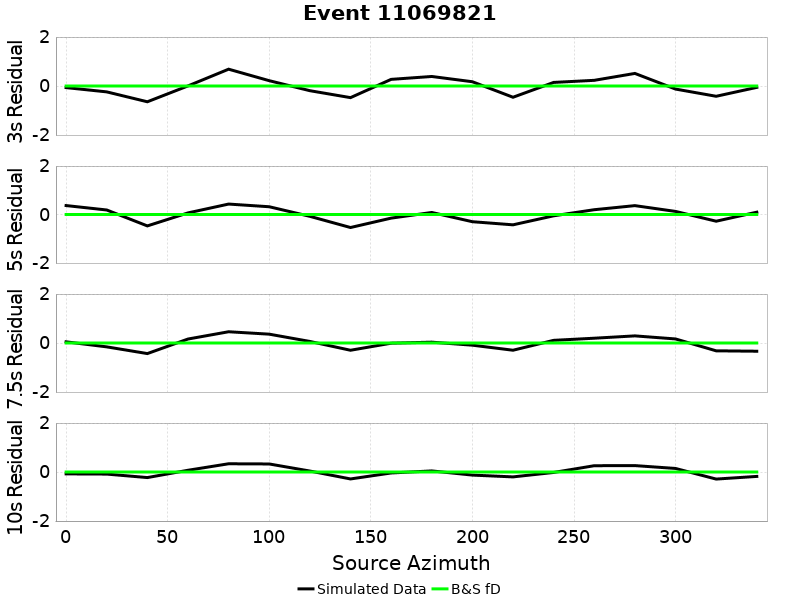 Event 11069821
3s Residual
2
0
-2
5s Residual
2
0
-2
7.5s Residual
2
0
-2
10s Residual
2
0
-2
0 50 100 150 200 250 300
Source Azimuth
Simulated Data B&S fD